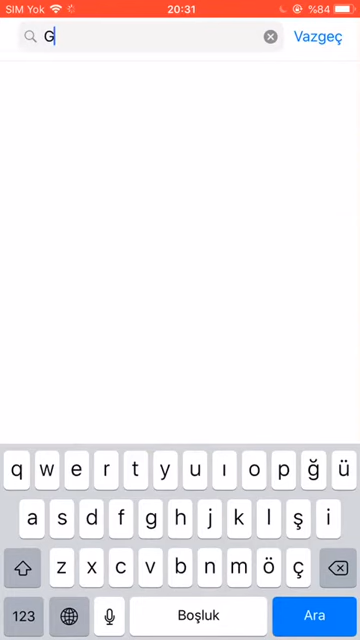 SIM Yok 20:31 %84
G Vazgeç
q w e r t y u ı o p ğ ü
a s d f g h j k l ş i
z x c v b n m ö ç
123 Boşluk Ara